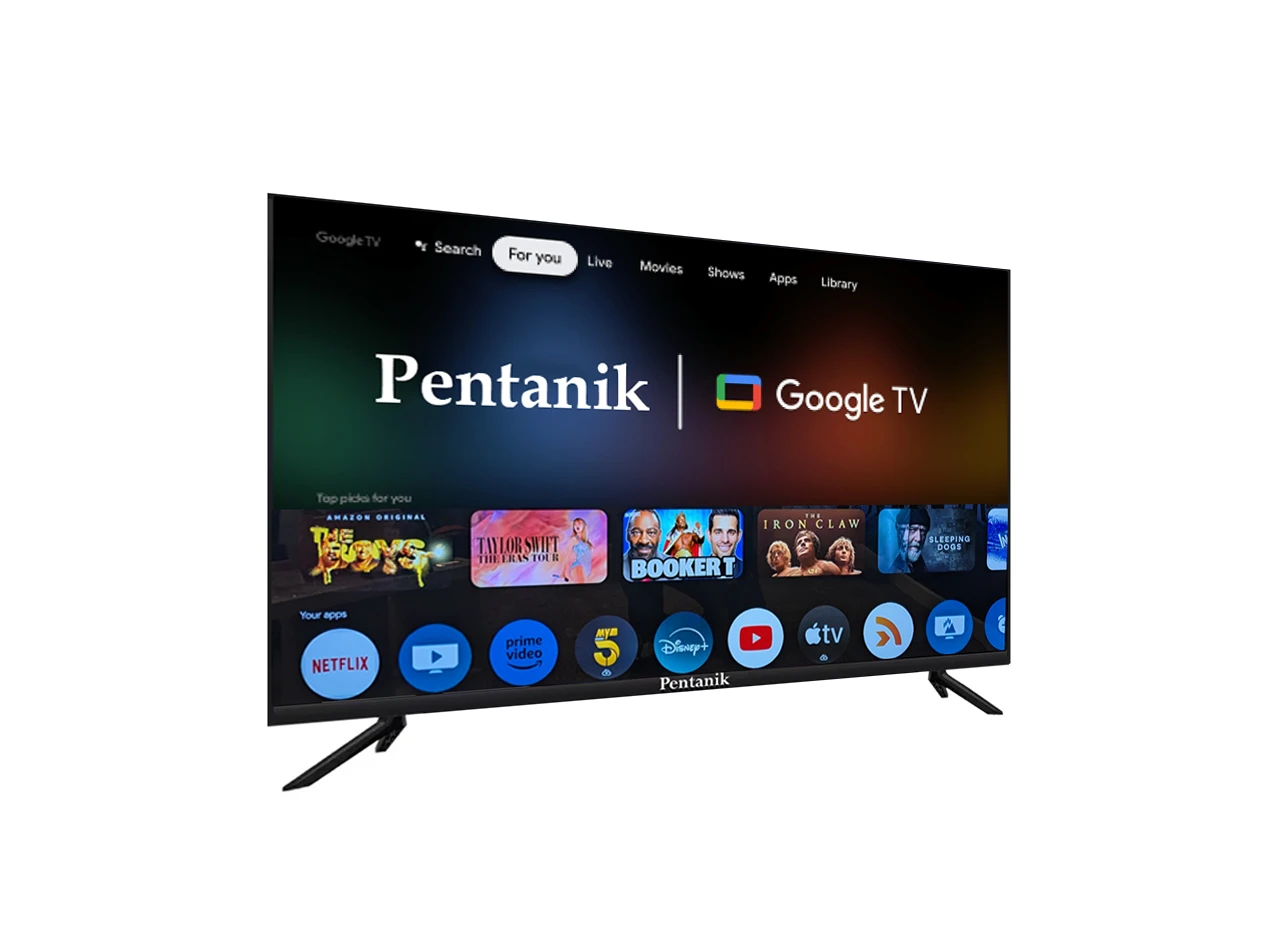 Google TV Search For you Live Movies Shows Apps Library
Pentanik | Google TV
Top picks for you
AMAZON ORIGINAL
THE BOYS
TAYLOR SWIFT
THE ERAS TOUR
BOOKER T
THE
IRON CLAW
SLEEPING
DOGS
Your apps
NETFLIX
prime
video
MY
5
Disney+
tv
Pentanik